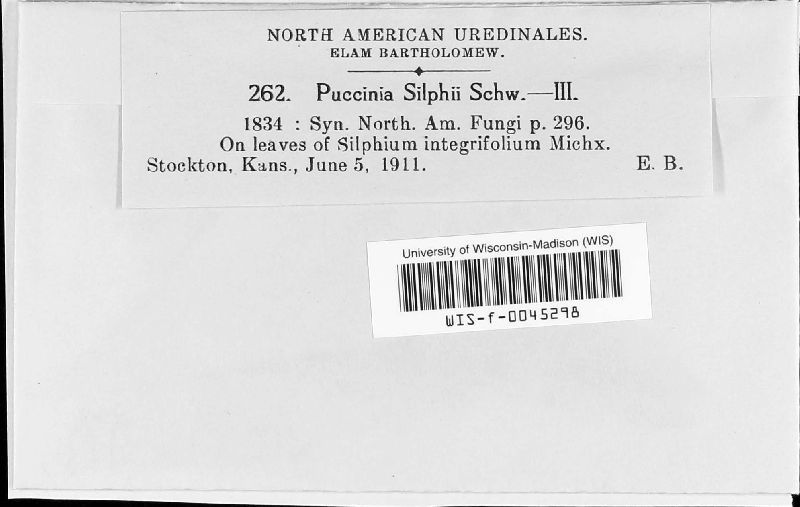 NORTH AMERICAN UREDINALES.
ELAM BARTHOLOMEW.
262. Puccinia Silphii Schw.—III.
1834 : Syn. North. Am. Fungi p. 296.
On leaves of Silphium integrifolium Michx.
Stockton, Kans., June 5, 1911. E. B.
University of Wisconsin-Madison (WIS)
WIS-f-0045298